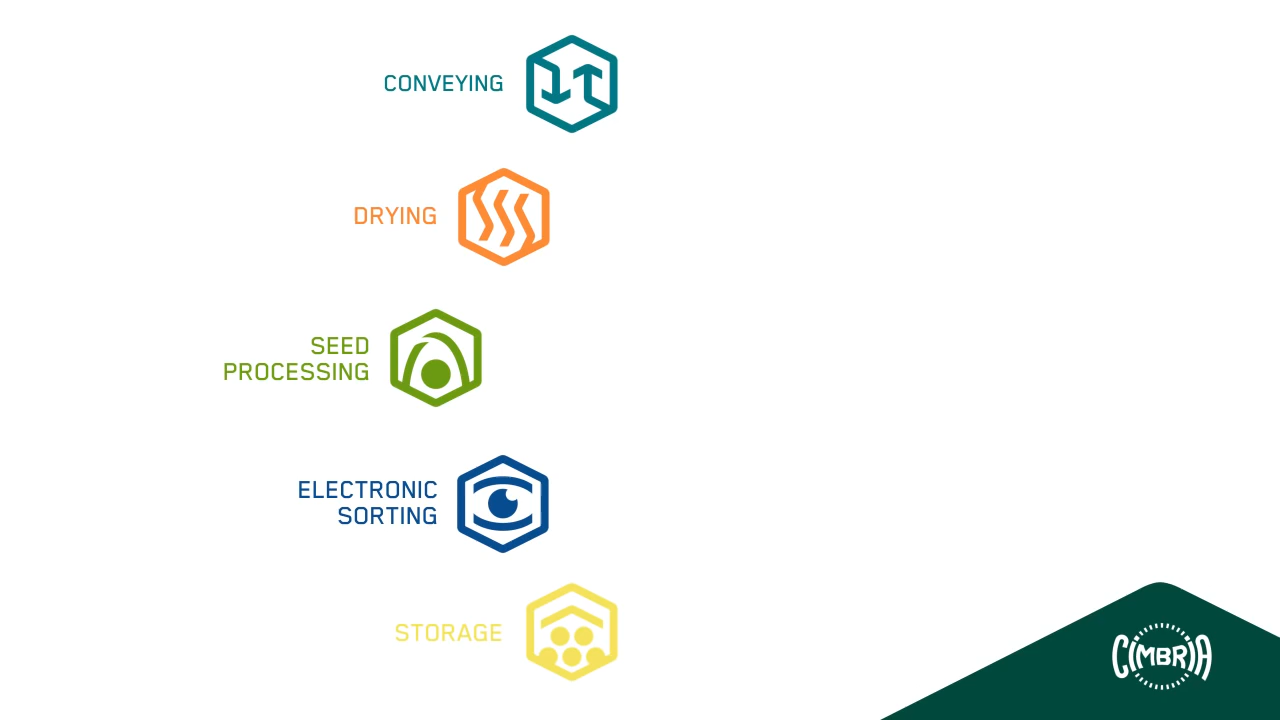 CONVEYING
DRYING
SEED
PROCESSING
ELECTRONIC
SORTING
STORAGE
CIMBRIA